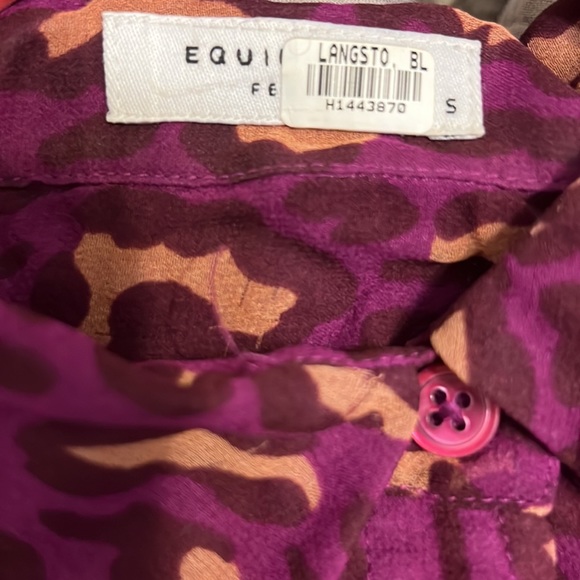 EQUI
LANGSTO, BL
FE
H1443870
S